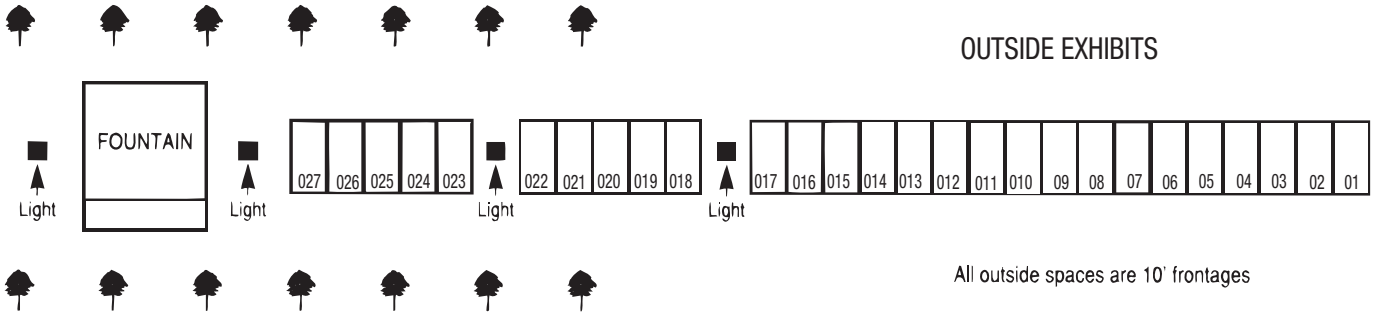 OUTSIDE EXHIBITS
FOUNTAIN
027 026 025 024 023 022 021 020 019 018 017 016 015 014 013 012 011 010 09 08 07 06 05 04 03 02 01
Light Light Light Light
All outside spaces are 10' frontages